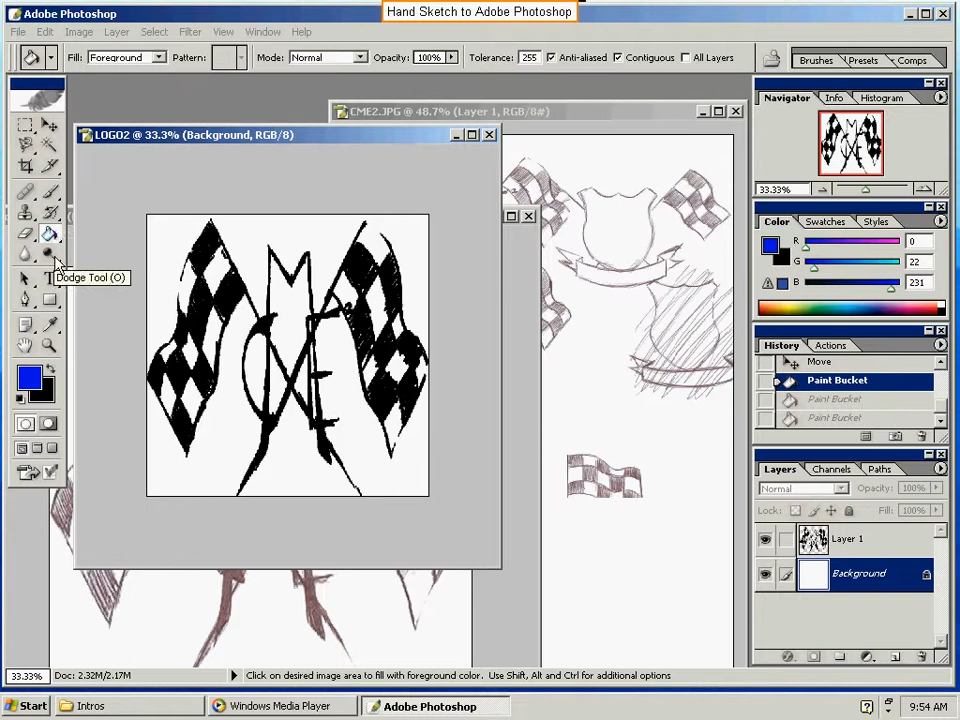 Hand Sketch to Adobe Photoshop
Adobe Photoshop
File Edit Image Layer Select Filter View Window Help
Fill: Foreground Pattern: Mode: Normal Opacity: 100% Tolerance: 255 Anti-aliased Contiguous All Layers
Brushes Presets Comps
CME2.JPG @ 48.7% (Layer 1, RGB/8#)
LOGO2 @ 33.3% (Background, RGB/8)
Navigator Info Histogram
33.33%
Color Swatches Styles
R 0
G 22
B 231
Dodge Tool (O)
History Actions
Move
Paint Bucket
Paint Bucket
Paint Bucket
Layers Channels Paths
Normal Opacity: 100%
Lock: Fill: 100%
Layer 1
Background
33.33% Doc: 2.32M/2.17M Click on desired image area to fill with foreground color. Use Shift, Alt and Ctrl for additional options
Start Intros Windows Media Player Adobe Photoshop 9:54 AM